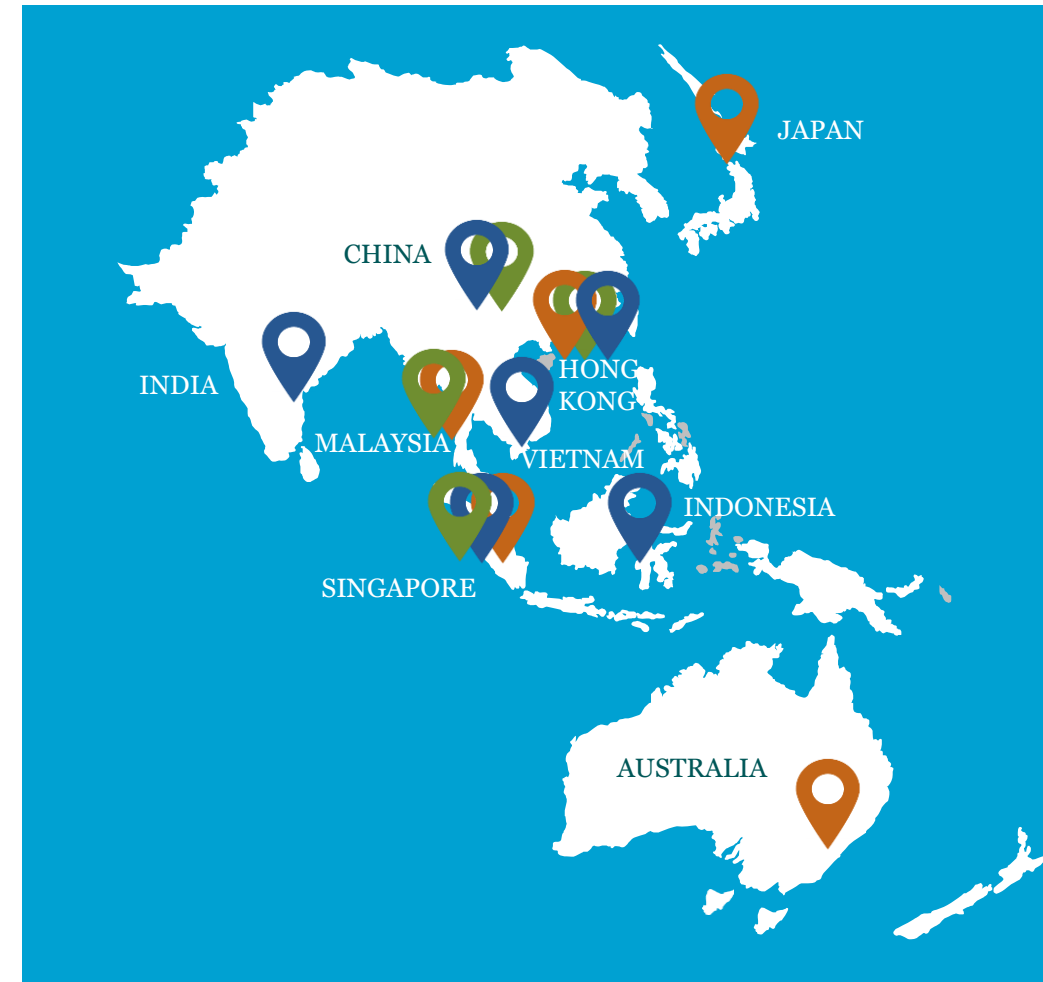 JAPAN
CHINA
HONG
KONG
INDIA
MALAYSIA
VIETNAM
INDONESIA
SINGAPORE
AUSTRALIA